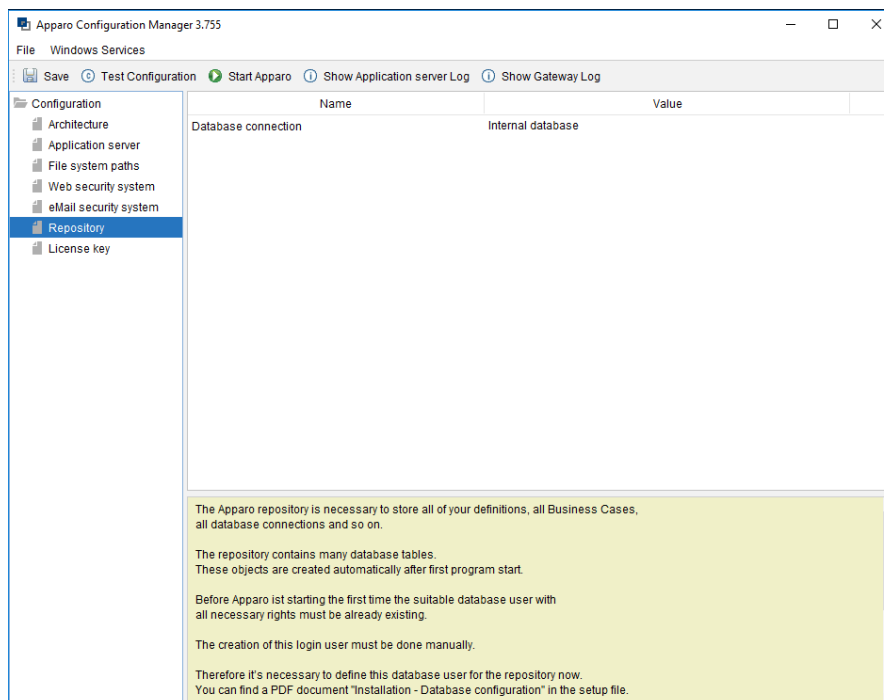 Apparo Configuration Manager 3.755
File Windows Services
Save Test Configuration Start Apparo Show Application server Log Show Gateway Log
Configuration
Architecture
Application server
File system paths
Web security system
eMail security system
Repository
License key
Name Value
Database connection Internal database
The Apparo repository is necessary to store all of your definitions, all Business Cases,
all database connections and so on.
The repository contains many database tables.
These objects are created automatically after first program start.
Before Apparo ist starting the first time the suitable database user with
all necessary rights must be already existing.
The creation of this login user must be done manually.
Therefore it's necessary to define this database user for the repository now.
You can find a PDF document "Installation - Database configuration" in the setup file.